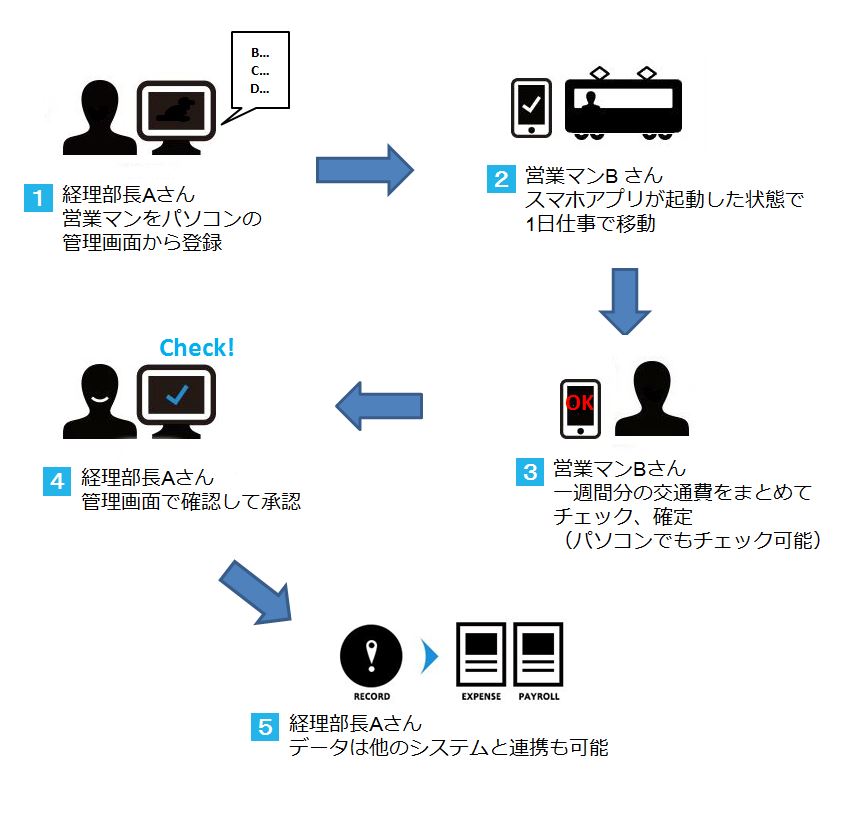 B...
C...
D...
1 経理部長Aさん
営業マンをパソコンの
管理画面から登録
2 営業マンB さん
スマホアプリが起動した状態で
1日仕事で移動
OK
3 営業マンBさん
一週間分の交通費をまとめて
チェック、確定
（パソコンでもチェック可能）
Check!
4 経理部長Aさん
管理画面で確認して承認
RECORD EXPENSE PAYROLL
5 経理部長Aさん
データは他のシステムと連携も可能